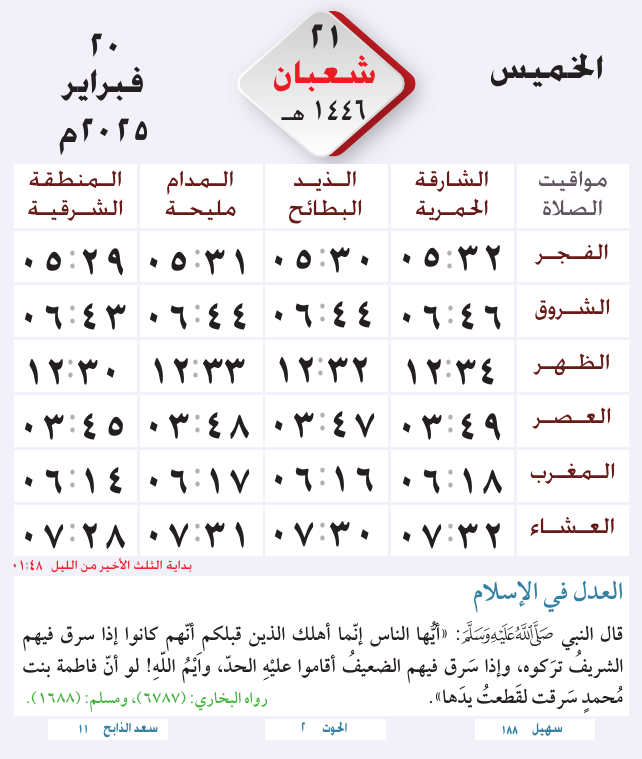 الخميس
٢١
شعبان
١٤٤٦ هـ
٢٠
فبراير
٢٠٢٥م
مواقيت الصلاة | الشارقة الحمرية | الذيد البطائح | المدام مليحة | المنطقة الشرقية
الفجر ٠٥:٣٢ ٠٥:٣٠ ٠٥:٣١ ٠٥:٢٩
الشروق ٠٦:٤٦ ٠٦:٤٤ ٠٦:٤٤ ٠٦:٤٣
الظهر ١٢:٣٤ ١٢:٣٢ ١٢:٣٣ ١٢:٣٠
العصر ٠٣:٤٩ ٠٣:٤٧ ٠٣:٤٨ ٠٣:٤٥
المغرب ٠٦:١٨ ٠٦:١٦ ٠٦:١٧ ٠٦:١٤
العشاء ٠٧:٣٢ ٠٧:٣٠ ٠٧:٣١ ٠٧:٢٨
بداية الثلث الأخير من الليل ٠١:٤٨
العدل في الإسلام
قال النبي صَلَّى اللَّهُ عَلَيْهِ وَسَلَّمَ: «أيُّها الناس إنّما أهلك الذين قبلكم أنّهم كانوا إذا سرق فيهم
الشريفُ ترَكوه، وإذا سَرق فيهم الضعيفُ أقاموا عليْهِ الحدّ، وآيْمُ اللّهِ! لو أنّ فاطمة بنت
مُحمدٍ سَرقت لقَطعتُ يدَها».
رواه البخاري: (٦٧٨٧)، ومسلم: (١٦٨٨).
سهيل ١٨٨
الحوت ٢
سعد الذابح ١١